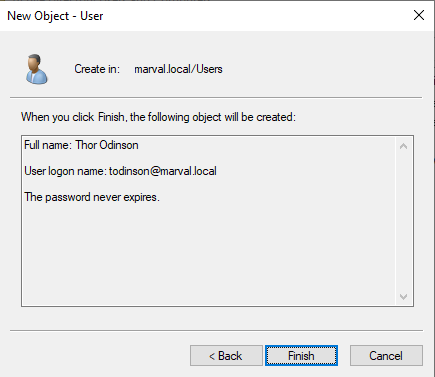 New Object - User
Create in: marval.local/Users
When you click Finish, the following object will be created:
Full name: Thor Odinson
User logon name: todinson@marval.local
The password never expires.
< Back Finish Cancel